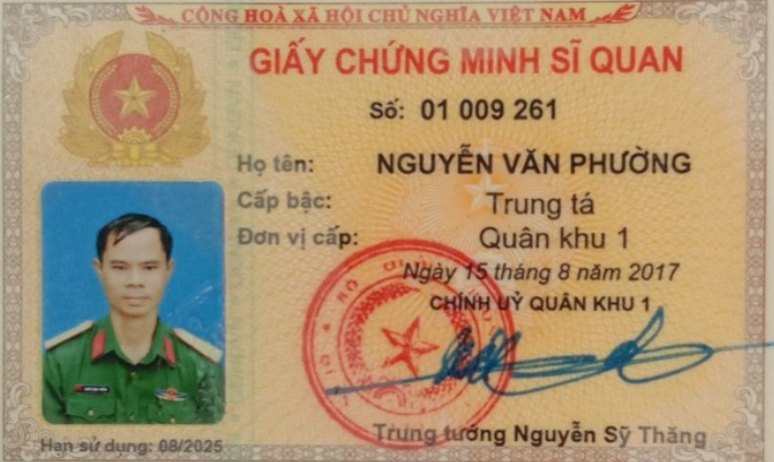 CỘNG HOÀ XÃ HỘI CHỦ NGHĨA VIỆT NAM
GIẤY CHỨNG MINH SĨ QUAN
Số: 01 009 261
Họ tên: NGUYỄN VĂN PHƯỜNG
Cấp bậc: Trung tá
Đơn vị cấp: Quân khu 1
Ngày 15 tháng 8 năm 2017
CHÍNH UỶ QUÂN KHU 1
Trung tướng Nguyễn Sỹ Thăng
Hạn sử dụng: 08/2025